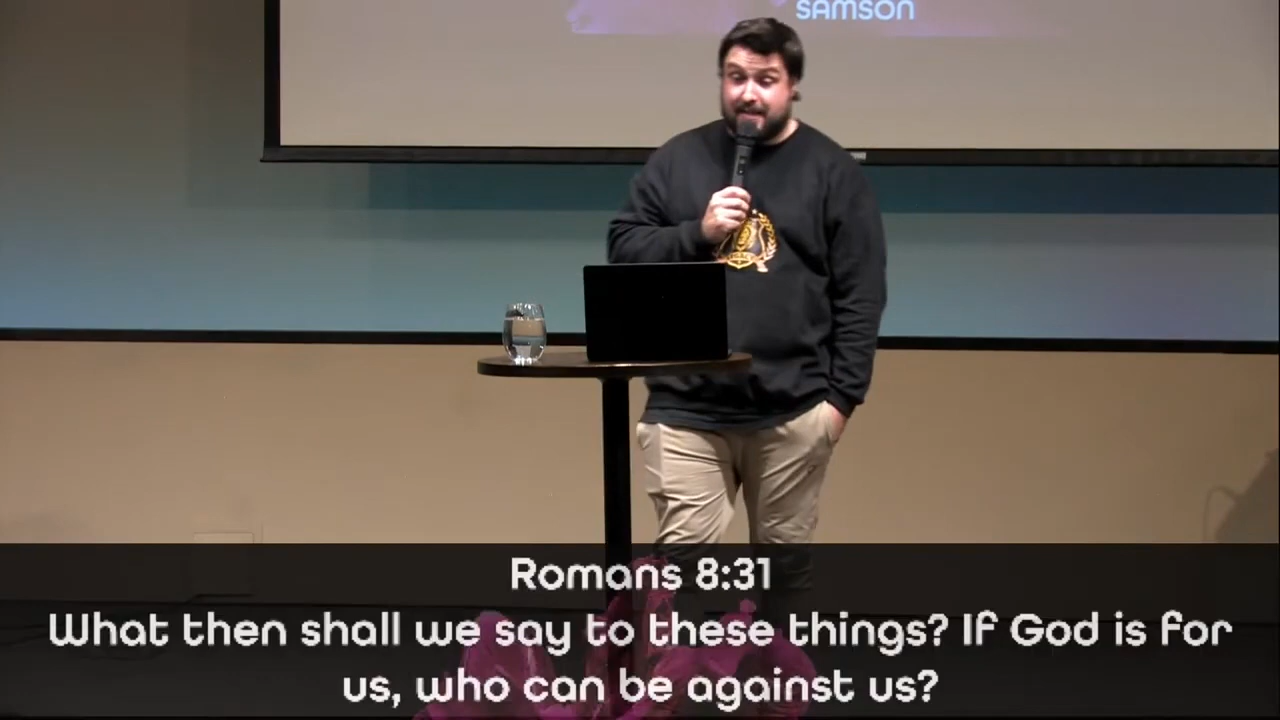 SAMSON
Romans 8:31
What then shall we say to these things? If God is for
us, who can be against us?